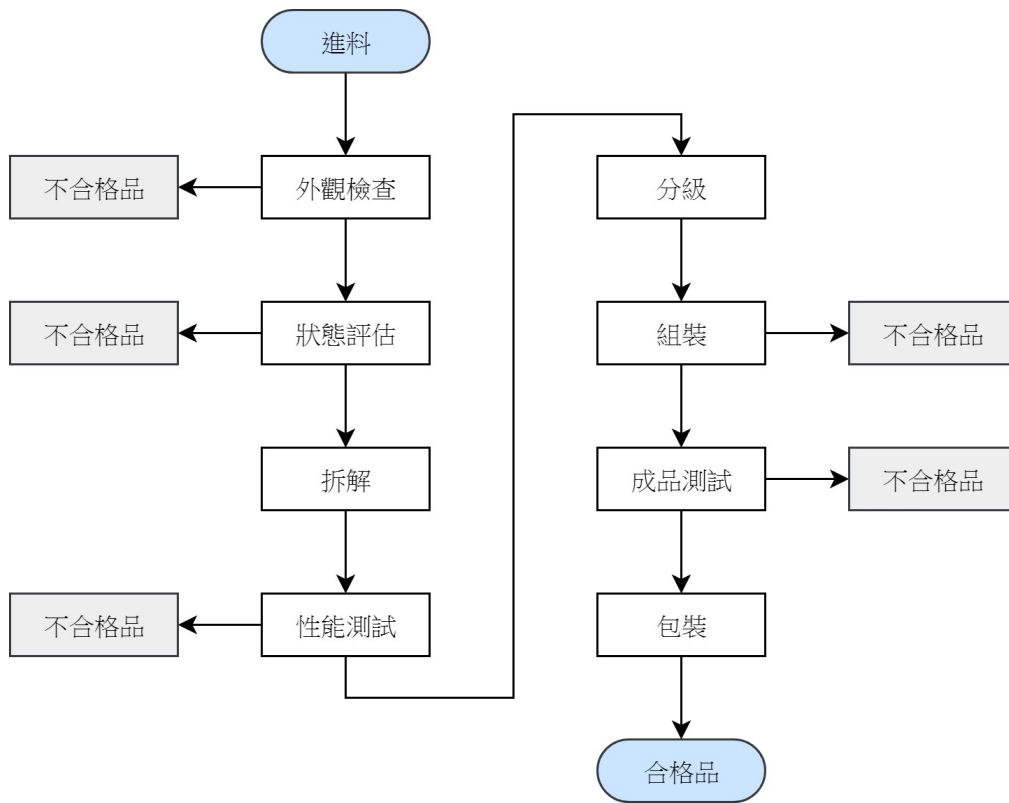 進料
不合格品
外觀檢查
不合格品
狀態評估
拆解
不合格品
性能測試
分級
組裝
不合格品
成品測試
不合格品
包裝
合格品